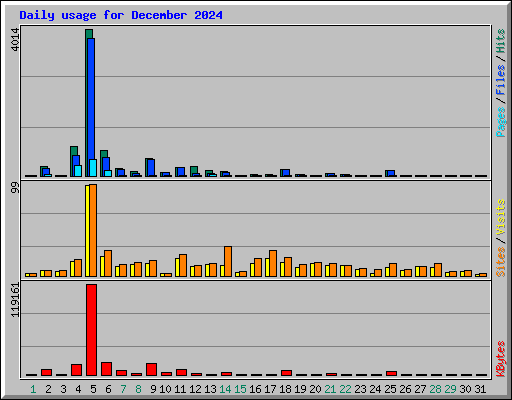 Daily usage for December 2024
4014
99
119161
Pages / Files / Hits
Sites / Visits
KBytes
1 2 3 4 5 6 7 8 9 10 11 12 13 14 15 16 17 18 19 20 21 22 23 24 25 26 27 28 29 30 31